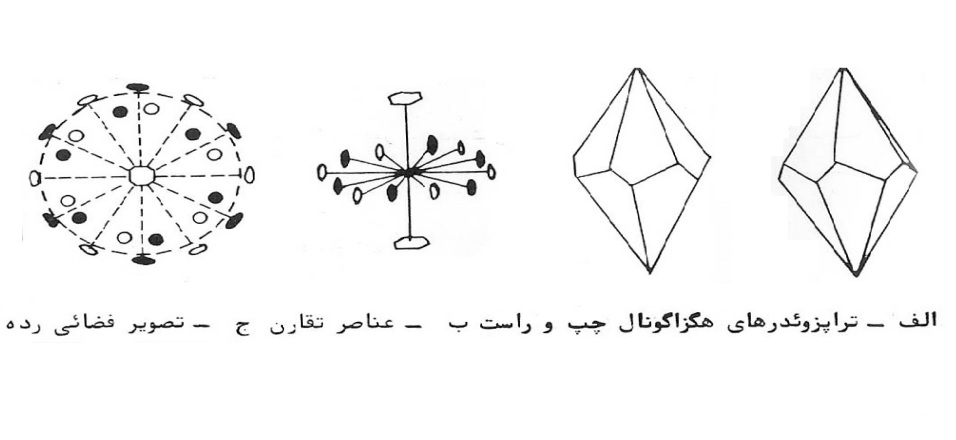 الف – تراپزوئدرهای هگزاگونال چپ و راست ب – عناصر تقارن ج – تصویر فضائی رده